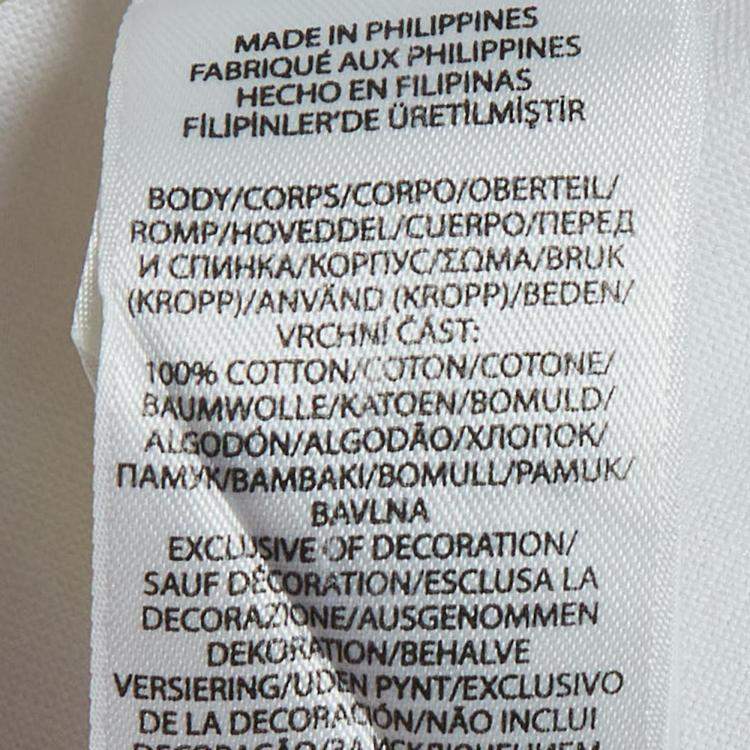 MADE IN PHILIPPINES
FABRIQUÉ AUX PHILIPPINES
HECHO EN FILIPINAS
FİLİPİNLER'DE ÜRETİLMİŞTİR
BODY/CORPS/CORPO/OBERTEIL/
ROMP/HOVEDDEL/CUERPO/ПЕРЕД
И СПИНКА/КОРПУС/ΣΩΜΑ/BRUK
(KROPP)/ANVÄND (KROPP)/BEDEN/
VRCHNÍ ČÁST:
100% COTTON/COTON/COTONE/
BAUMWOLLE/KATOEN/BOMULD/
ALGODÓN/ALGODÃO/ХЛОПОК/
ПАМУК/ΒΑΜΒΑΚΙ/BOMULL/PAMUK/
BAVLNA
EXCLUSIVE OF DECORATION/
SAUF DÉCORATION/ESCLUSA LA
DECORAZIONE/AUSGENOMMEN
DEKORATION/BEHALVE
VERSIERING/UDEN PYNT/EXCLUSIVO
DE LA DECORACIÓN/NÃO INCLUI